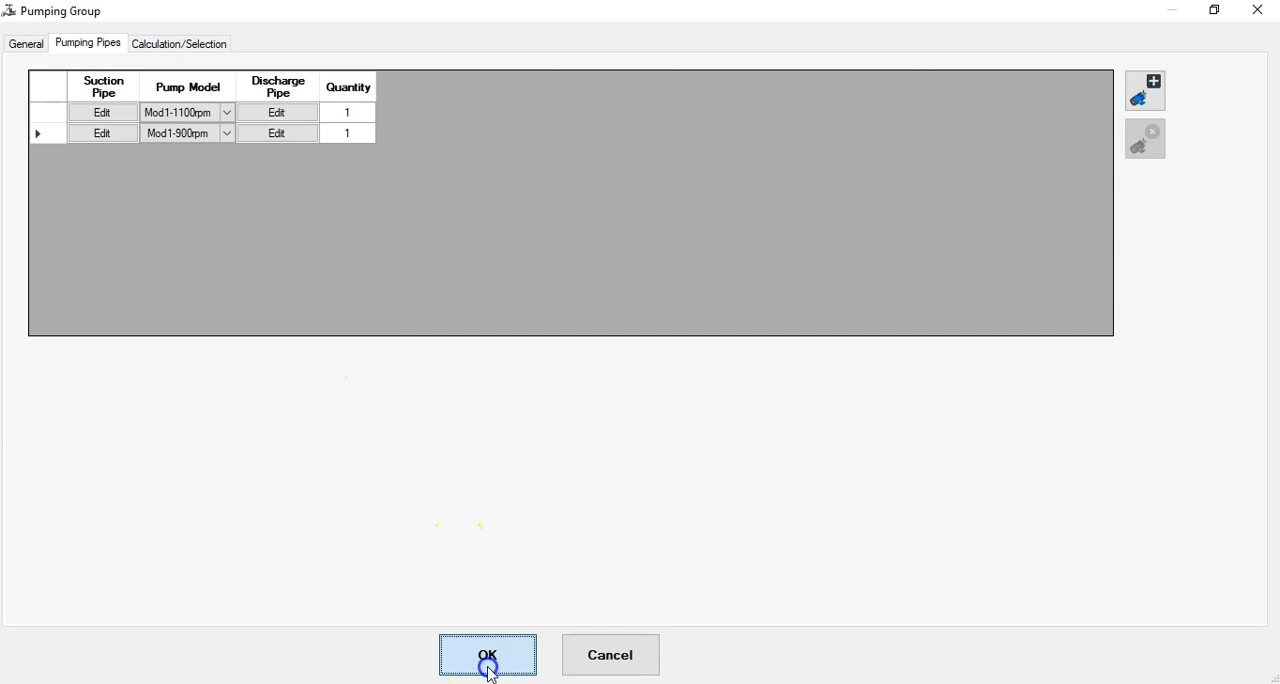 Pumping Group
General Pumping Pipes Calculation/Selection
Suction Pipe Pump Model Discharge Pipe Quantity
Edit Mod1-1100rpm Edit 1
Edit Mod1-900rpm Edit 1
OK Cancel